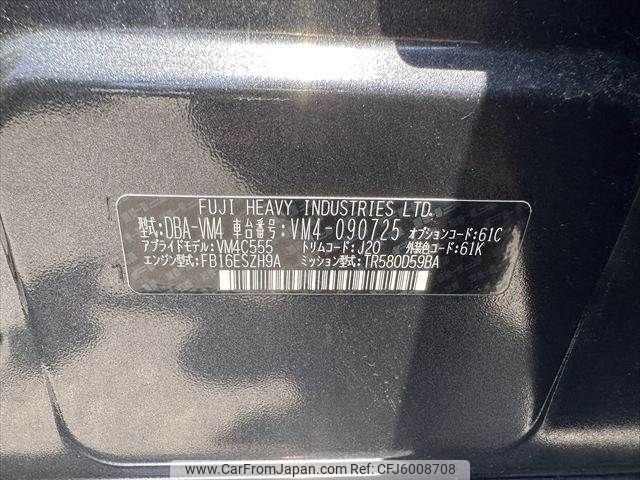 FUJI HEAVY INDUSTRIES LTD.
型式:DBA-VM4 車台番号:VM4-090725 オプションコード:61C
アプライドモデル:VM4C555 トリムコード:J20 外装色コード:61K
エンジン型式:FB16ESZH9A ミッション型式:TR580D59BA
www.carfromjapan.com Ref No: CFJ6008708